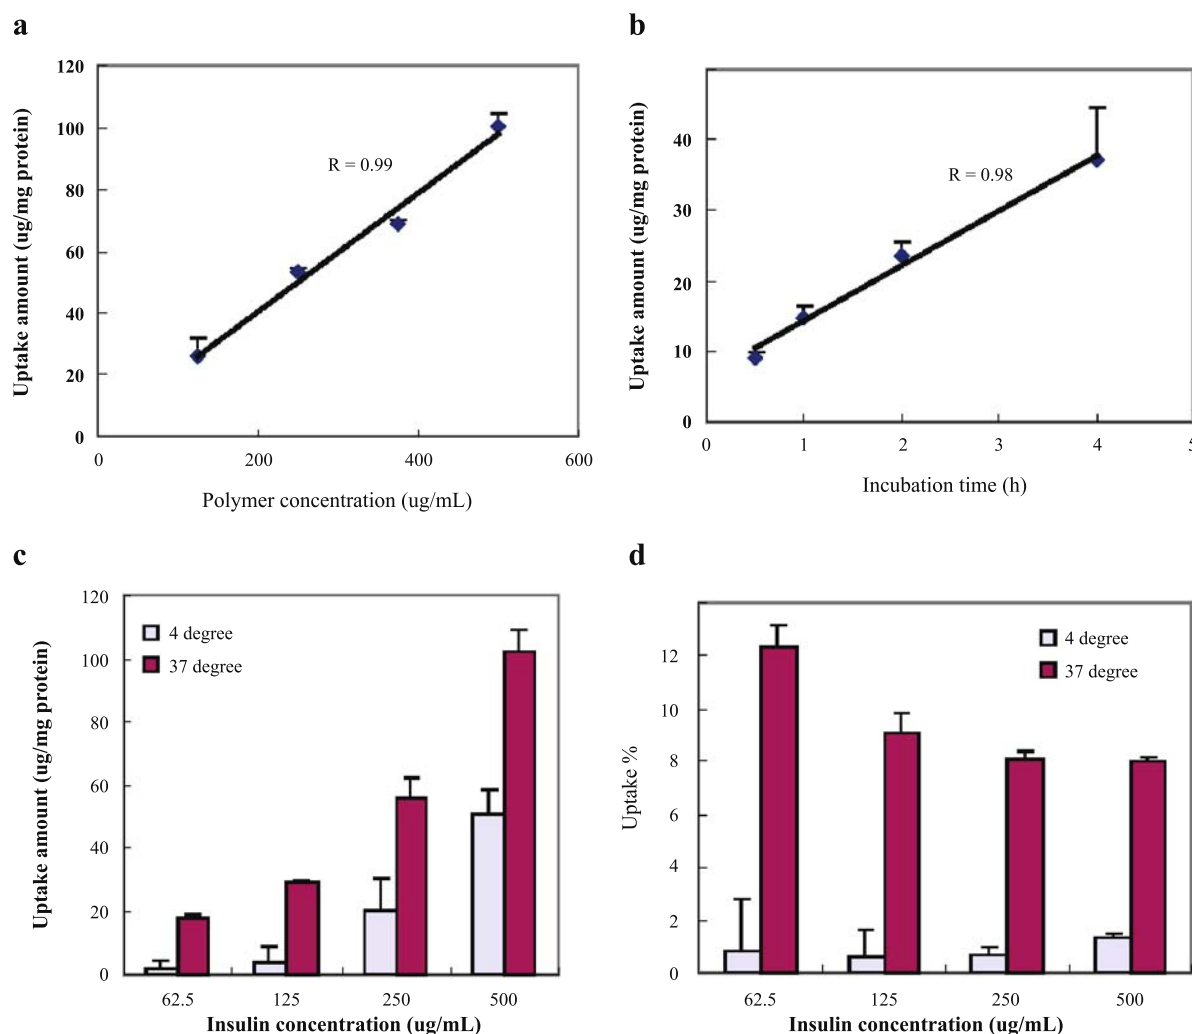 a
120
100
80
60
40
20
0
Uptake amount (ug/mg protein)
R = 0.99
0 200 400 600
Polymer concentration (ug/mL)
b
40
30
20
10
0
Uptake amount (ug/mg protein)
R = 0.98
0 1 2 3 4 5
Incubation time (h)
c
120
100
80
60
40
20
0
Uptake amount (ug/mg protein)
4 degree
37 degree
62.5 125 250 500
Insulin concentration (ug/mL)
d
12
10
8
6
4
2
0
Uptake %
4 degree
37 degree
62.5 125 250 500
Insulin concentration (ug/mL)